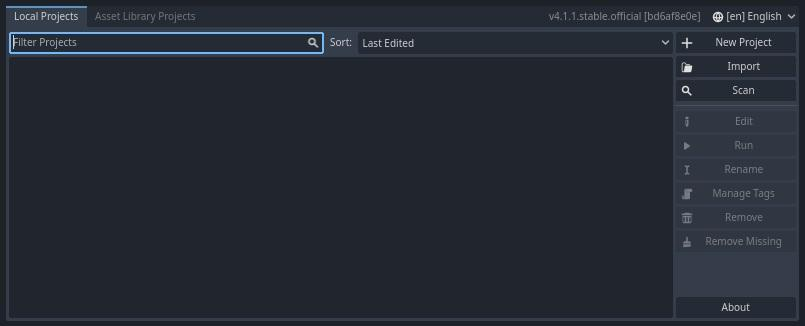 Local Projects Asset Library Projects v4.1.1.stable.official [bd6af8e0e] [en] English
Filter Projects Sort: Last Edited New Project
Import
Scan
Edit
Run
Rename
Manage Tags
Remove
Remove Missing
About